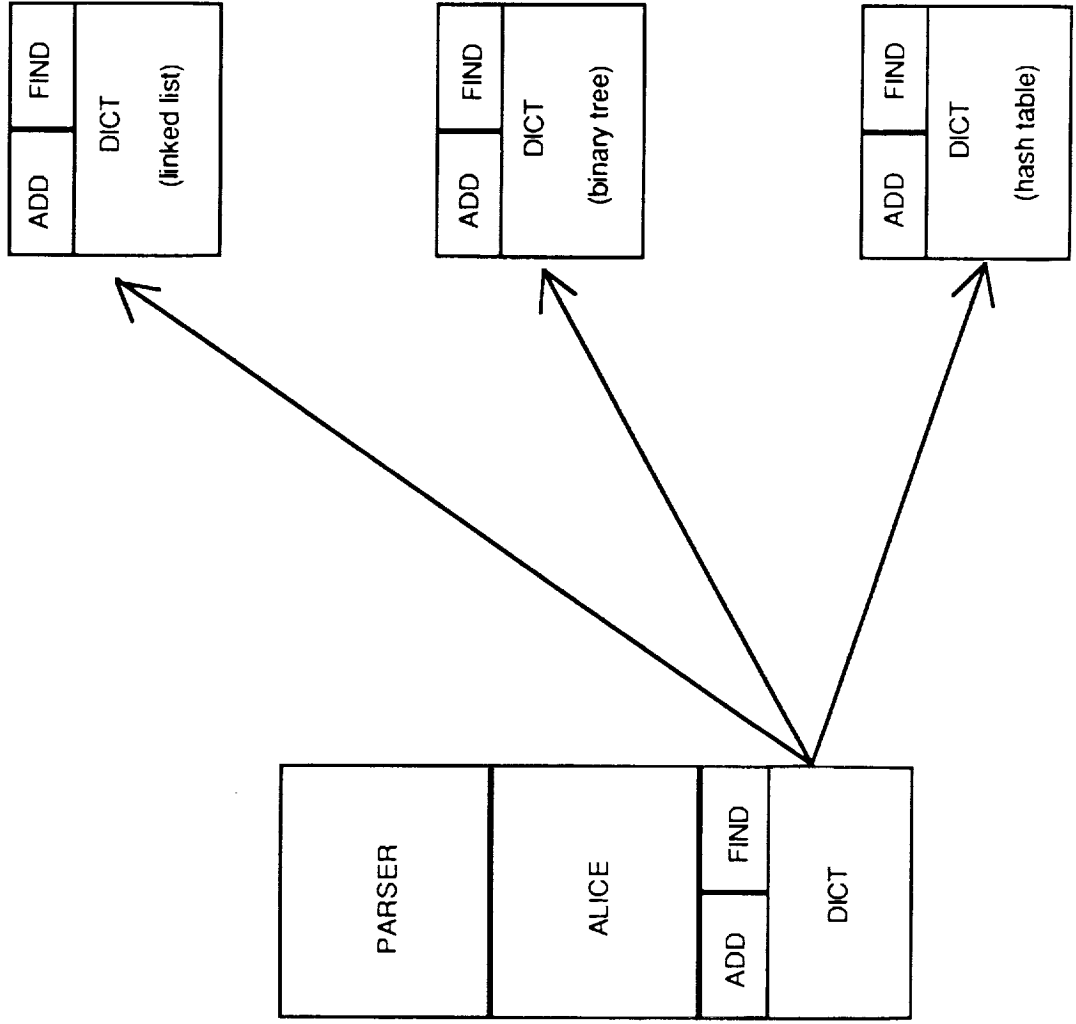 PARSER
ALICE
ADD FIND
DICT
ADD FIND
DICT
(linked list)
ADD FIND
DICT
(binary tree)
ADD FIND
DICT
(hash table)